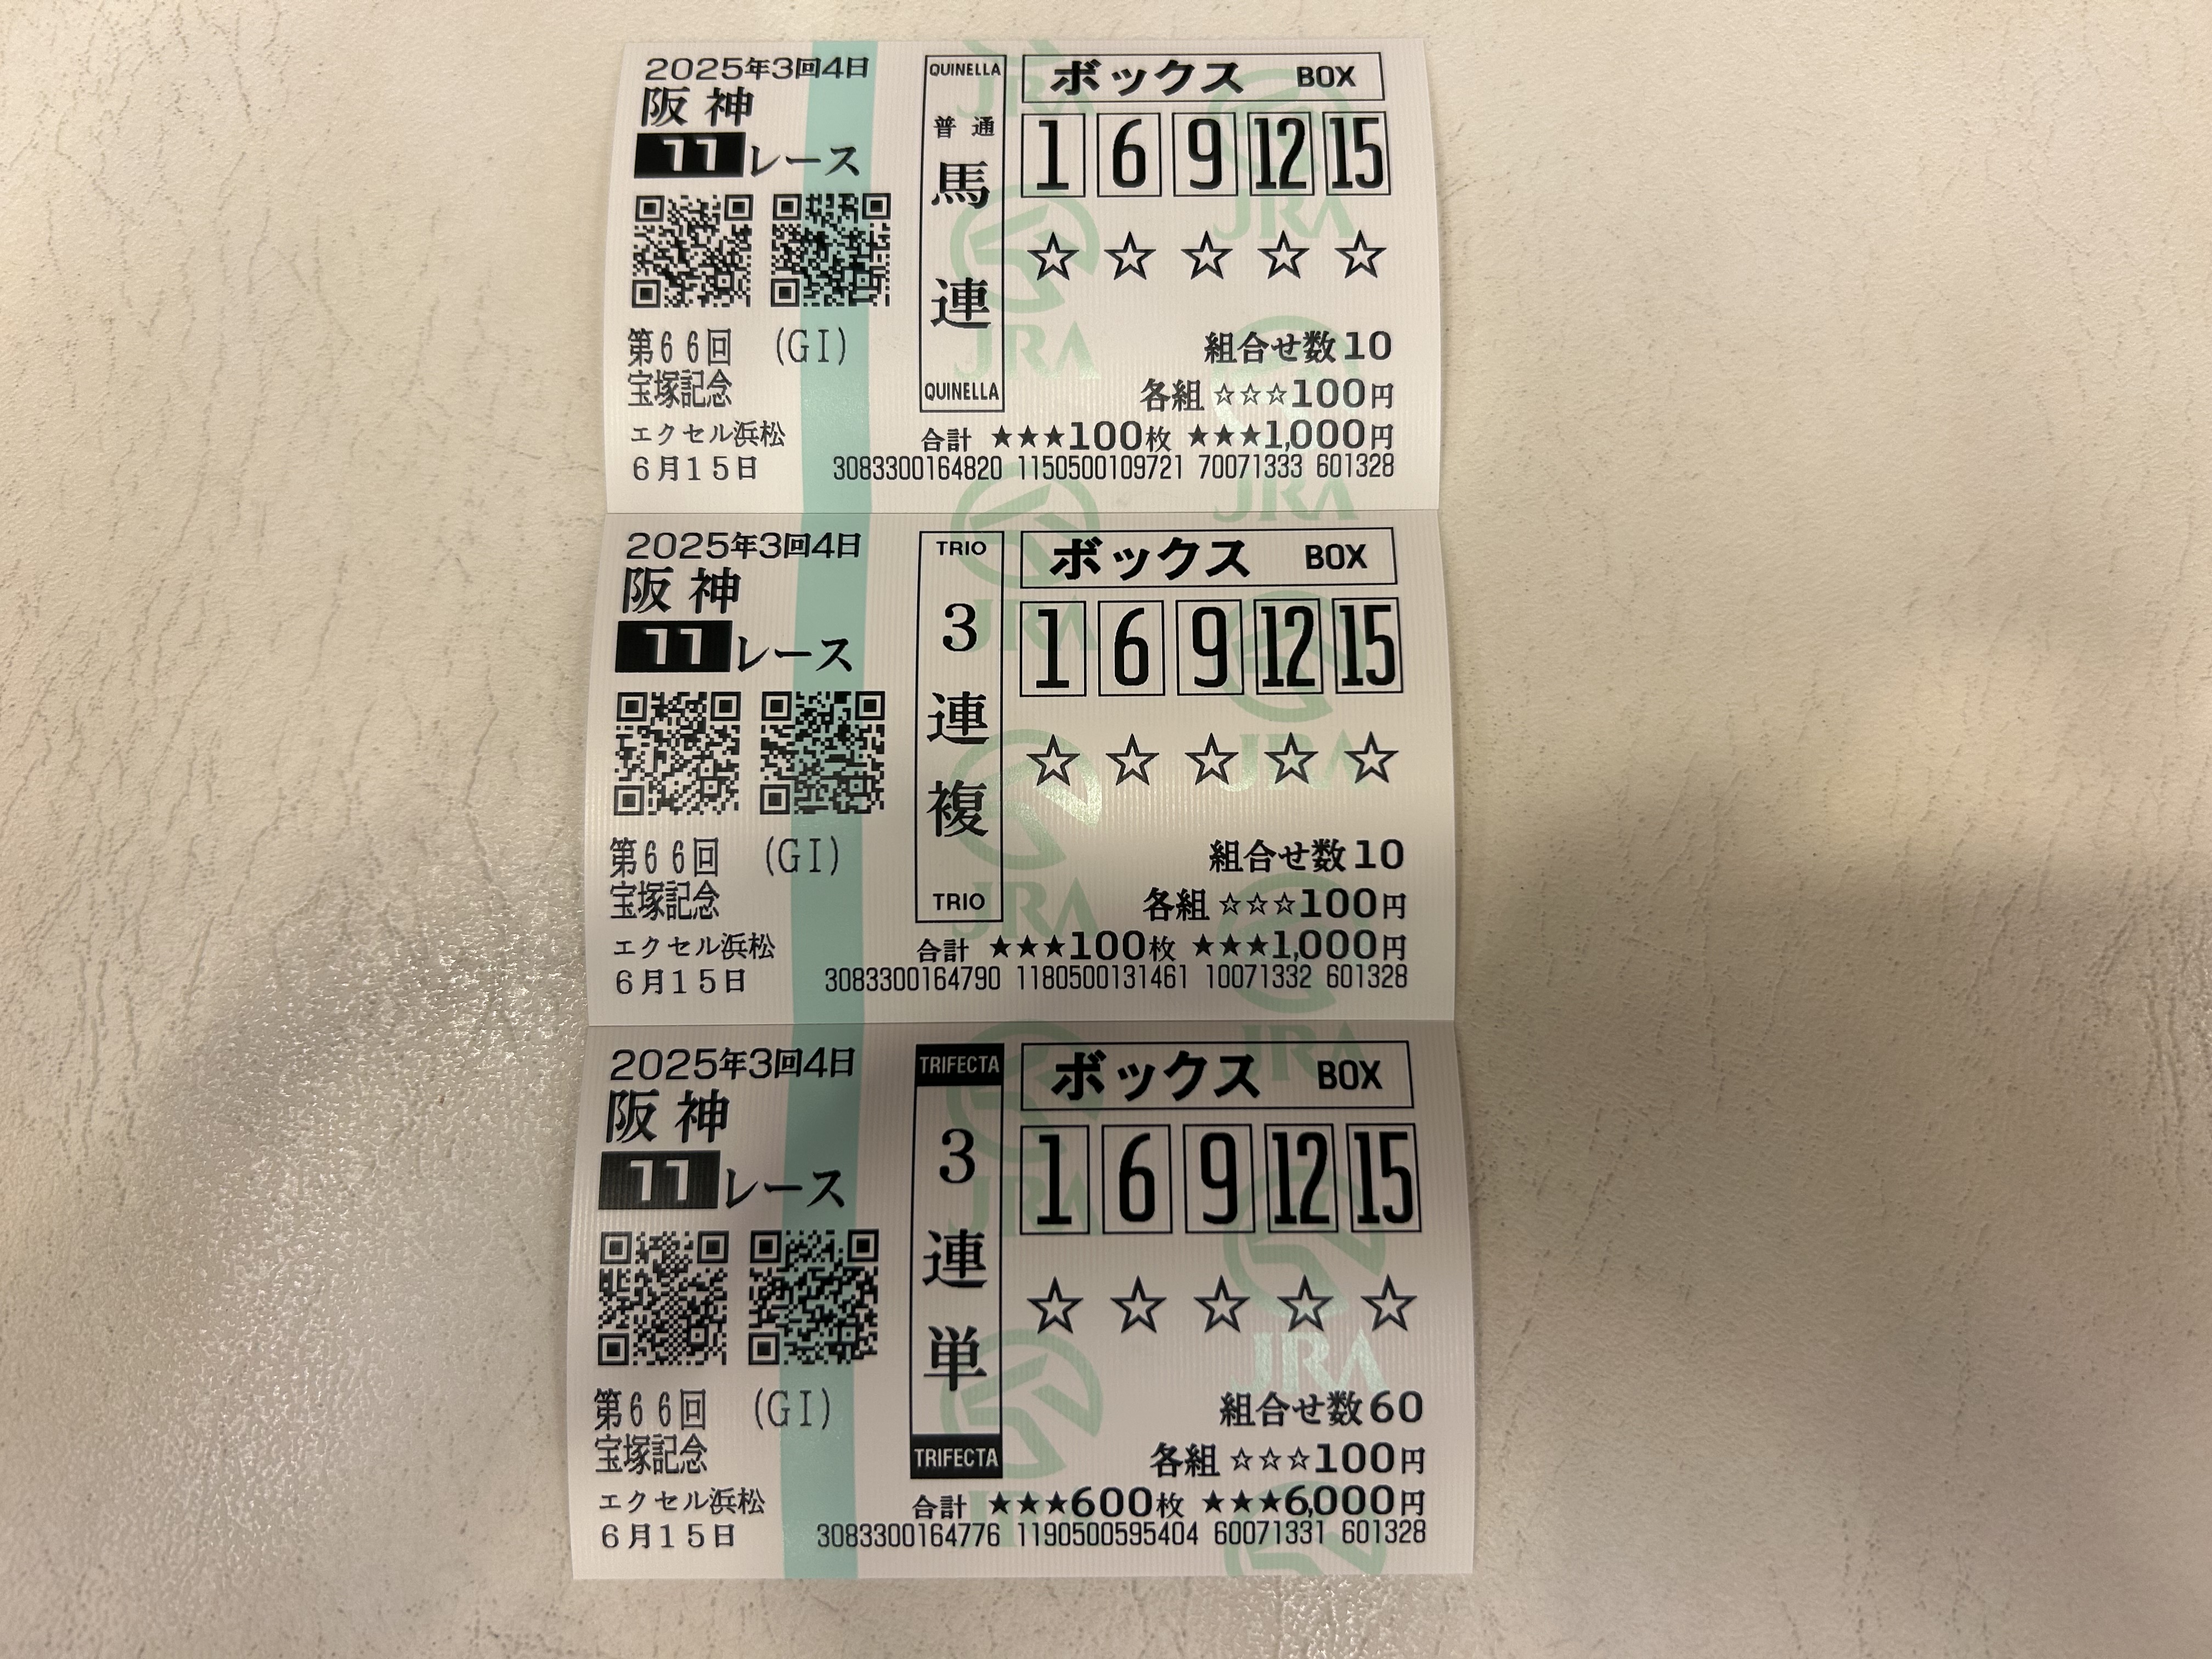 2025年3回4日
阪神
11レース
第66回 (GI)
宝塚記念
エクセル浜松
6月15日
QUINELLA
普通
馬
連
QUINELLA
ボックス BOX
1 6 9 12 15
☆ ☆ ☆ ☆ ☆
組合せ数10
各組 ☆☆☆100円
合計 ★★★100枚 ★★★1,000円
3083300164820 1150500109721 70071333 601328
2025年3回4日
阪神
11レース
第66回 (GI)
宝塚記念
エクセル浜松
6月15日
TRIO
3
連
複
TRIO
ボックス BOX
1 6 9 12 15
☆ ☆ ☆ ☆ ☆
組合せ数10
各組 ☆☆☆100円
合計 ★★★100枚 ★★★1,000円
3083300164790 1180500131461 10071332 601328
2025年3回4日
阪神
11レース
第66回 (GI)
宝塚記念
エクセル浜松
6月15日
TRIFECTA
3
連
単
TRIFECTA
ボックス BOX
1 6 9 12 15
☆ ☆ ☆ ☆ ☆
組合せ数60
各組 ☆☆☆100円
合計 ★★★600枚 ★★★6,000円
3083300164776 1190500595404 60071331 601328
JRA